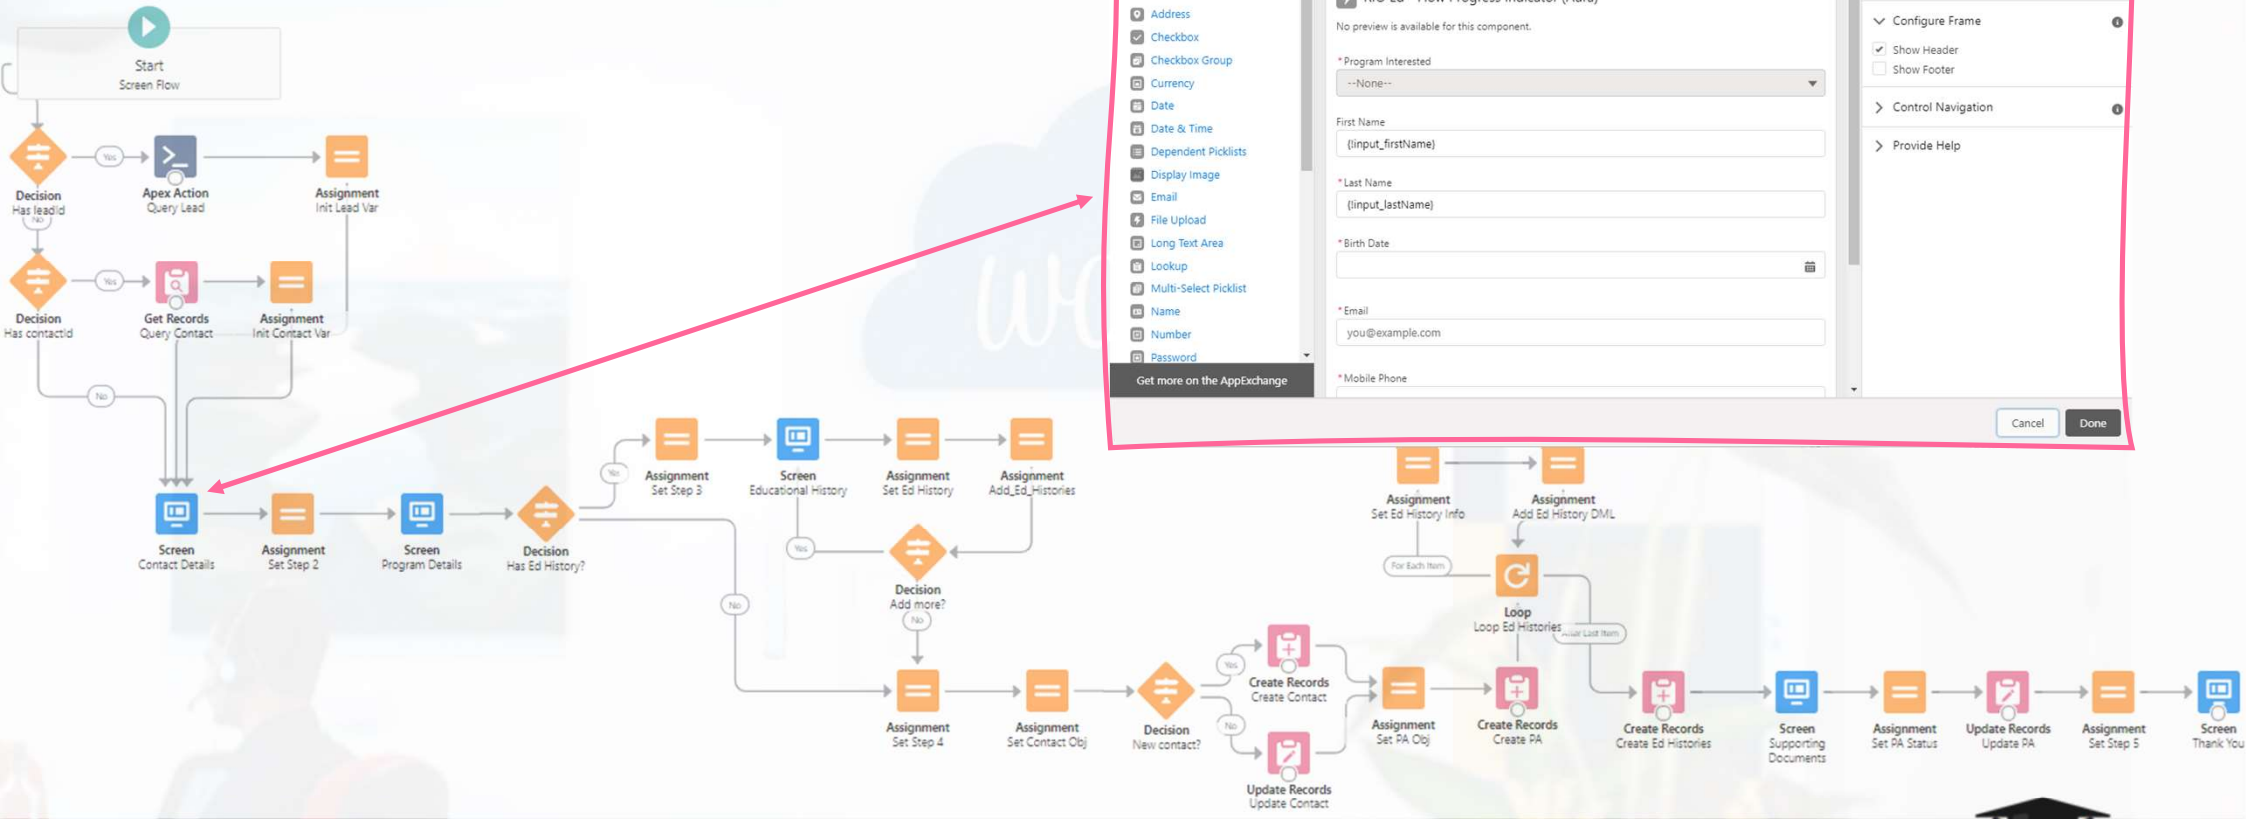 Start
Screen Flow
Decision
Has leadId
Yes
No
Apex Action
Query Lead
Assignment
Init Lead Var
Decision
Has contactId
Yes
Get Records
Query Contact
Assignment
Init Contact Var
No
Screen
Contact Details
Assignment
Set Step 2
Screen
Program Details
Decision
Has Ed History?
Yes
Assignment
Set Step 3
Screen
Educational History
Assignment
Set Ed History
Assignment
Add_Ed_Histories
Yes
Decision
Add more?
No
No
Assignment
Set Step 4
Assignment
Set Contact Obj
Decision
New contact?
Yes
Create Records
Create Contact
No
Update Records
Update Contact
Assignment
Set PA Obj
Create Records
Create PA
Loop
Loop Ed Histories
For Each Item
After Last Item
Assignment
Set Ed History Info
Assignment
Add Ed History DML
Create Records
Create Ed Histories
Screen
Supporting
Documents
Assignment
Set PA Status
Update Records
Update PA
Assignment
Set Step 5
Screen
Thank You
Address
Checkbox
Checkbox Group
Currency
Date
Date & Time
Dependent Picklists
Display Image
Email
File Upload
Long Text Area
Lookup
Multi-Select Picklist
Name
Number
Password
Get more on the AppExchange
No preview is available for this component.
* Program Interested
--None--
First Name
{!input_firstName}
* Last Name
{!input_lastName}
* Birth Date
* Email
you@example.com
* Mobile Phone
Configure Frame
Show Header
Show Footer
Control Navigation
Provide Help
Cancel
Done